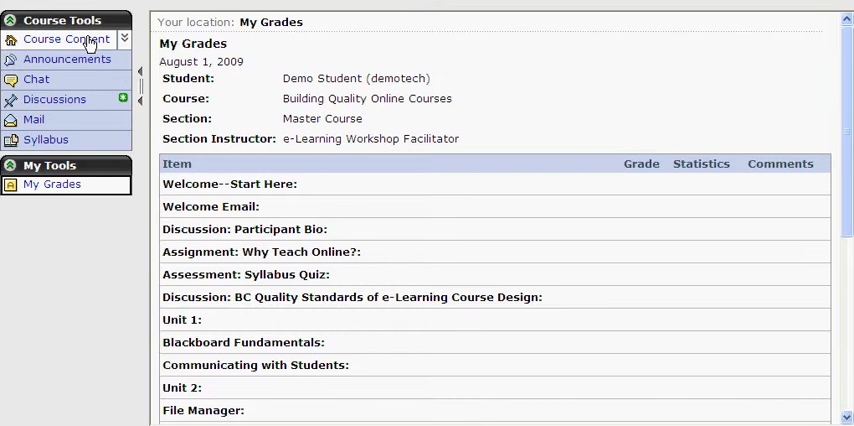 Course Tools
Course Content
Announcements
Chat
Discussions
Mail
Syllabus
My Tools
My Grades
Your location: My Grades
My Grades
August 1, 2009
Student: Demo Student (demotech)
Course: Building Quality Online Courses
Section: Master Course
Section Instructor: e-Learning Workshop Facilitator
Item Grade Statistics Comments
Welcome--Start Here:
Welcome Email:
Discussion: Participant Bio:
Assignment: Why Teach Online?:
Assessment: Syllabus Quiz:
Discussion: BC Quality Standards of e-Learning Course Design:
Unit 1:
Blackboard Fundamentals:
Communicating with Students:
Unit 2:
File Manager: